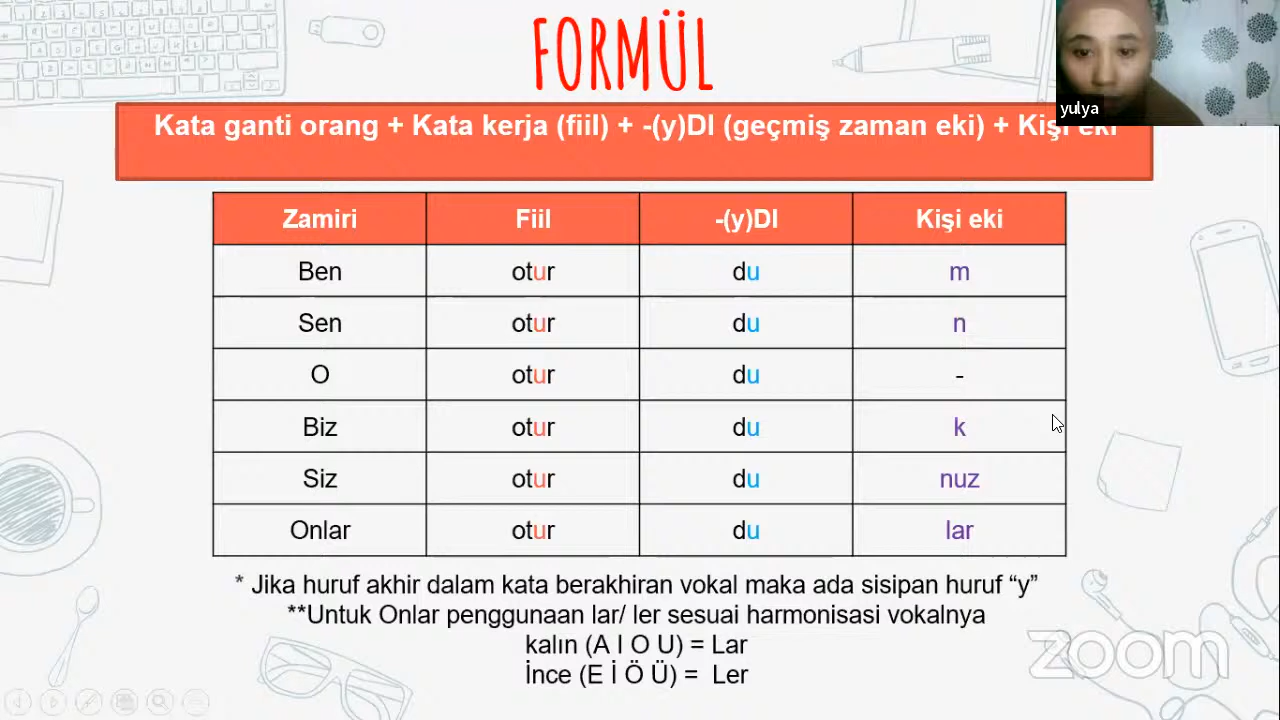 FORMÜL
yulya
Kata ganti orang + Kata kerja (fiil) + -(y)DI (geçmiş zaman eki) + Kişi eki
Zamiri Fiil -(y)DI Kişi eki
Ben otur du m
Sen otur du n
O otur du -
Biz otur du k
Siz otur du nuz
Onlar otur du lar
* Jika huruf akhir dalam kata berakhiran vokal maka ada sisipan huruf “y”
**Untuk Onlar penggunaan lar/ ler sesuai harmonisasi vokalnya
kalın (A I O U) = Lar
İnce (E İ Ö Ü) = Ler
zoom